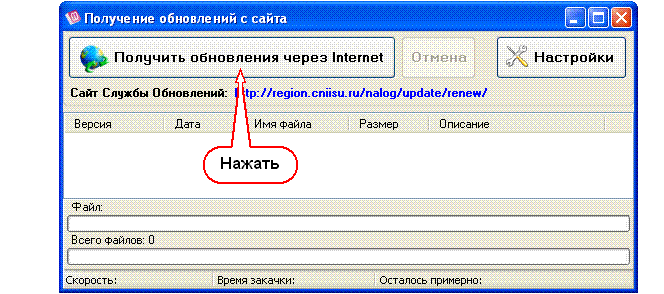 Получение обновлений с сайта
Получить обновления через Internet Отмена Настройки
Сайт Службы Обновлений: http://region.cniisu.ru/nalog/update/renew/
Версия Дата Имя файла Размер Описание
Нажать
Файл:
Всего файлов: 0
Скорость: Время закачки: Осталось примерно: